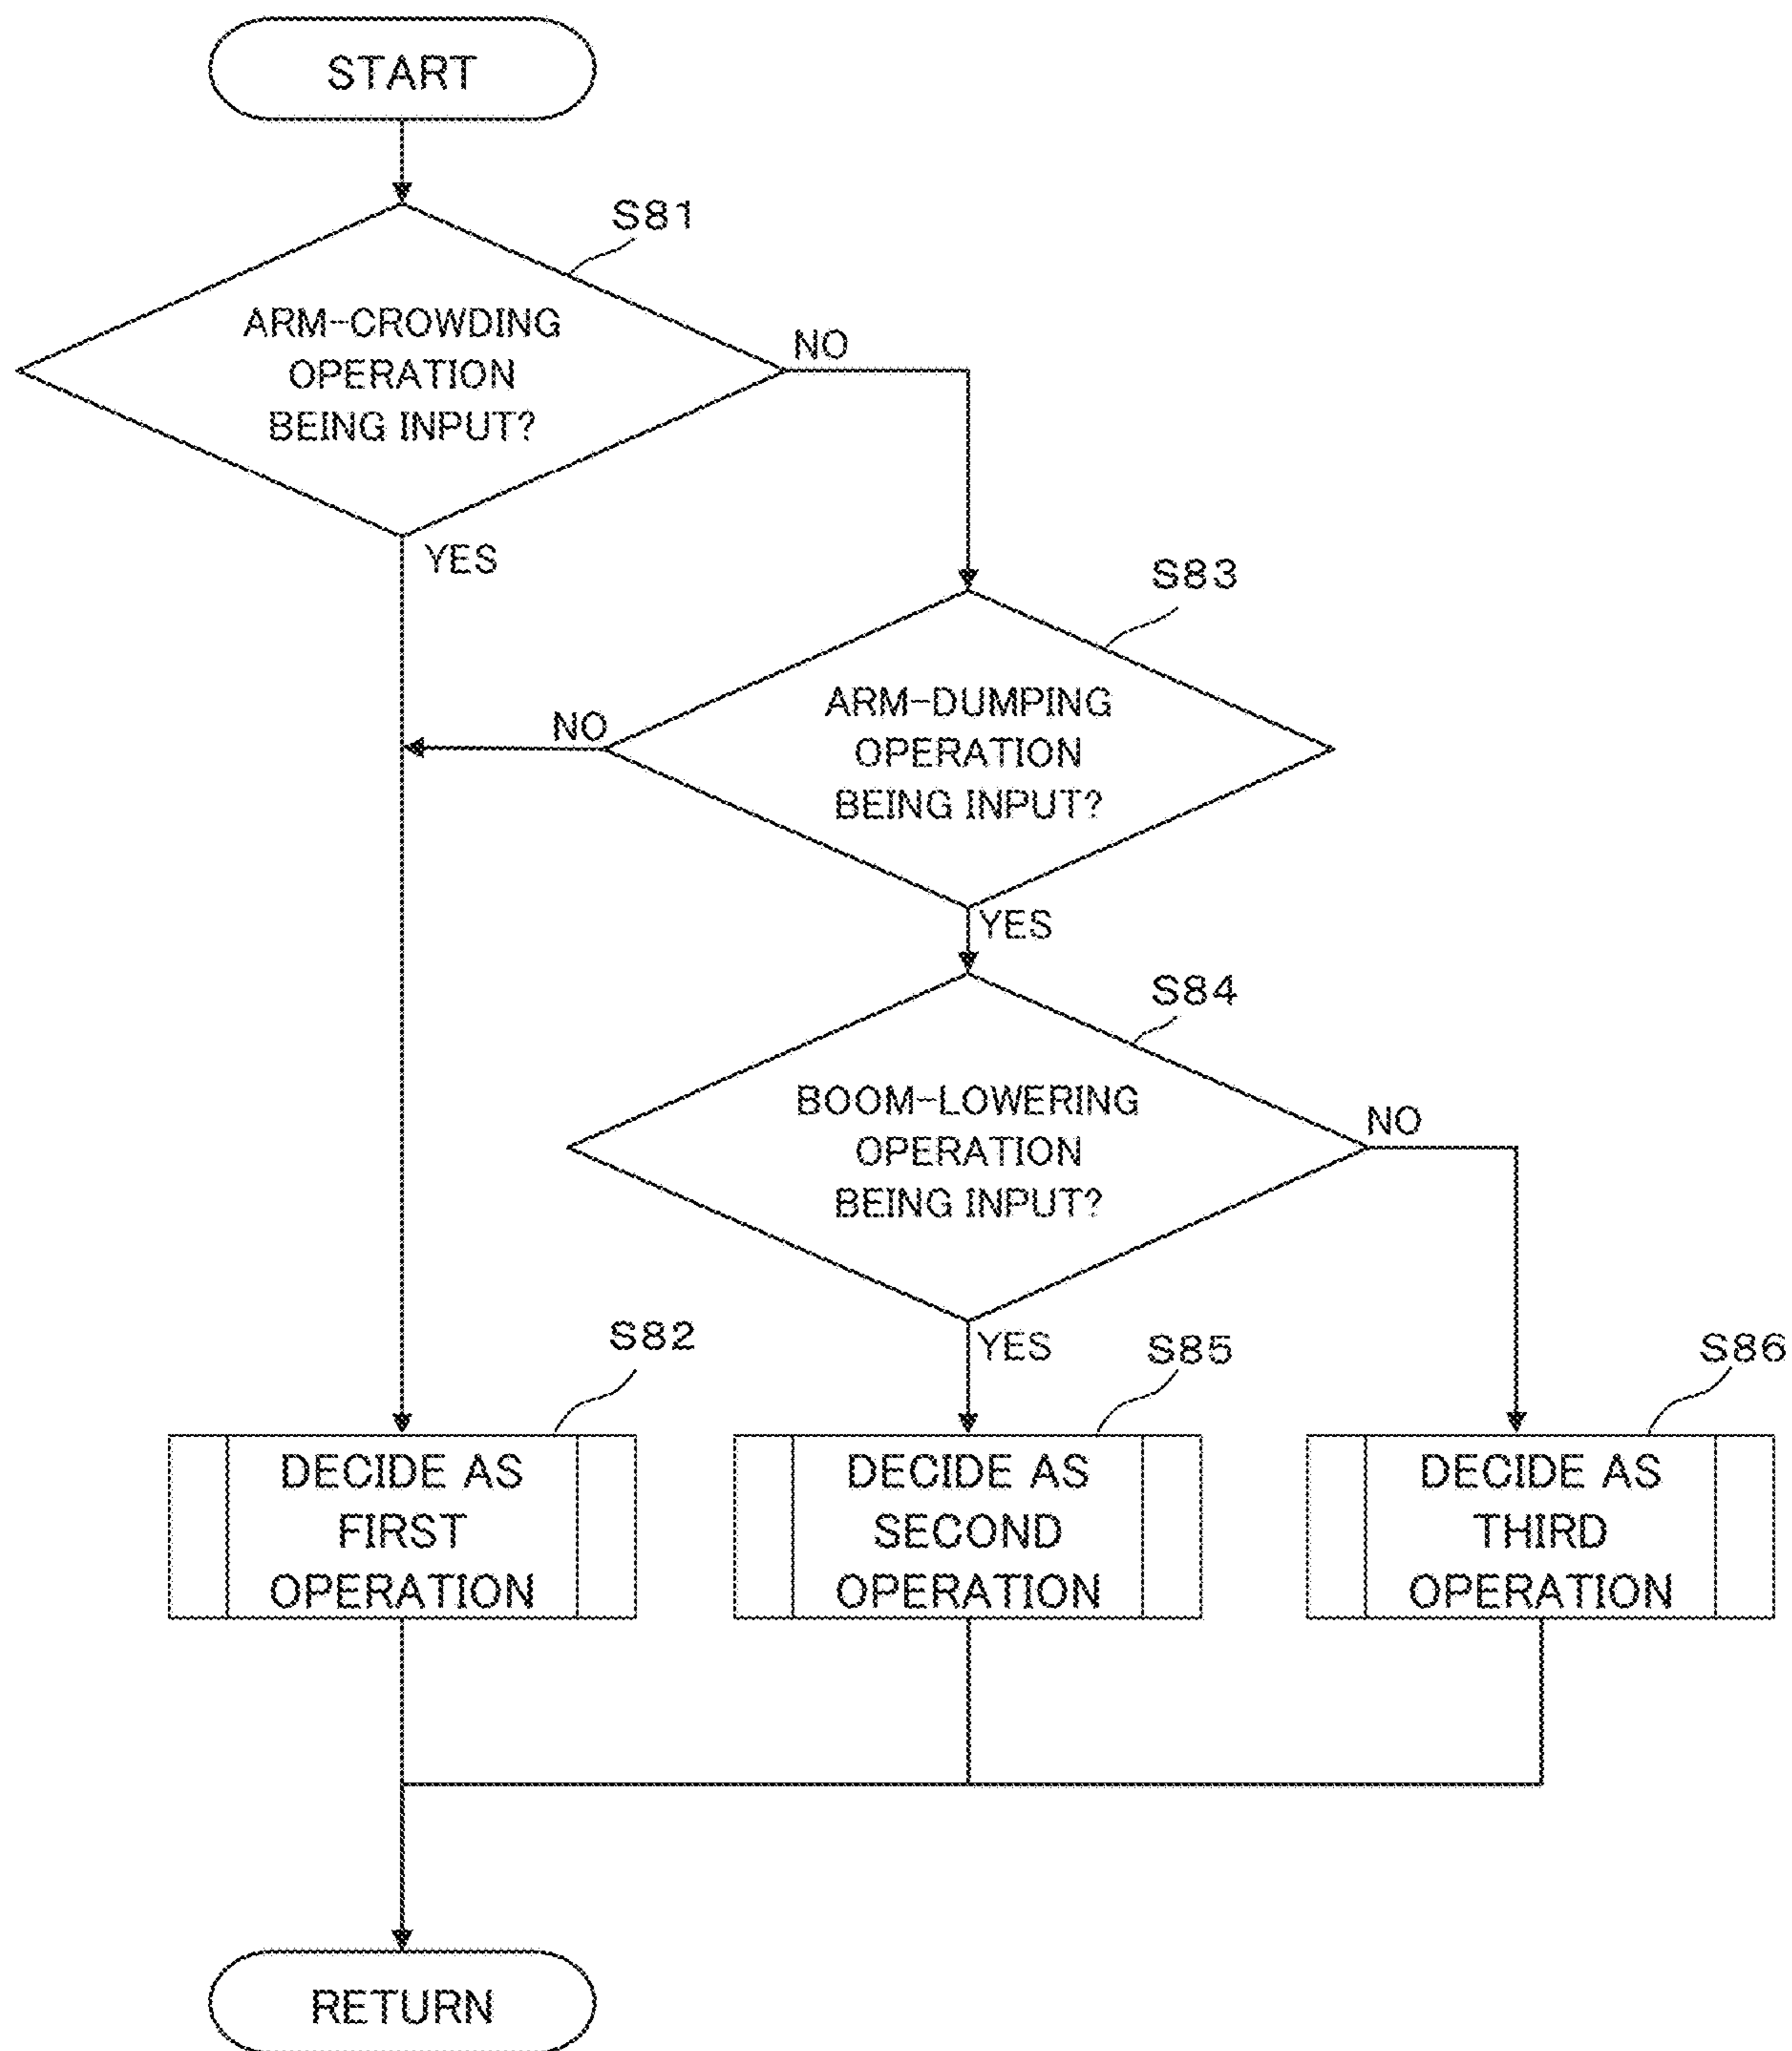 START
S81
ARM-CROWDING
OPERATION
BEING INPUT?
NO
YES
S83
ARM-DUMPING
OPERATION
BEING INPUT?
NO
YES
S84
BOOM-LOWERING
OPERATION
BEING INPUT?
NO
YES
S82
DECIDE AS
FIRST
OPERATION
S85
DECIDE AS
SECOND
OPERATION
S86
DECIDE AS
THIRD
OPERATION
RETURN